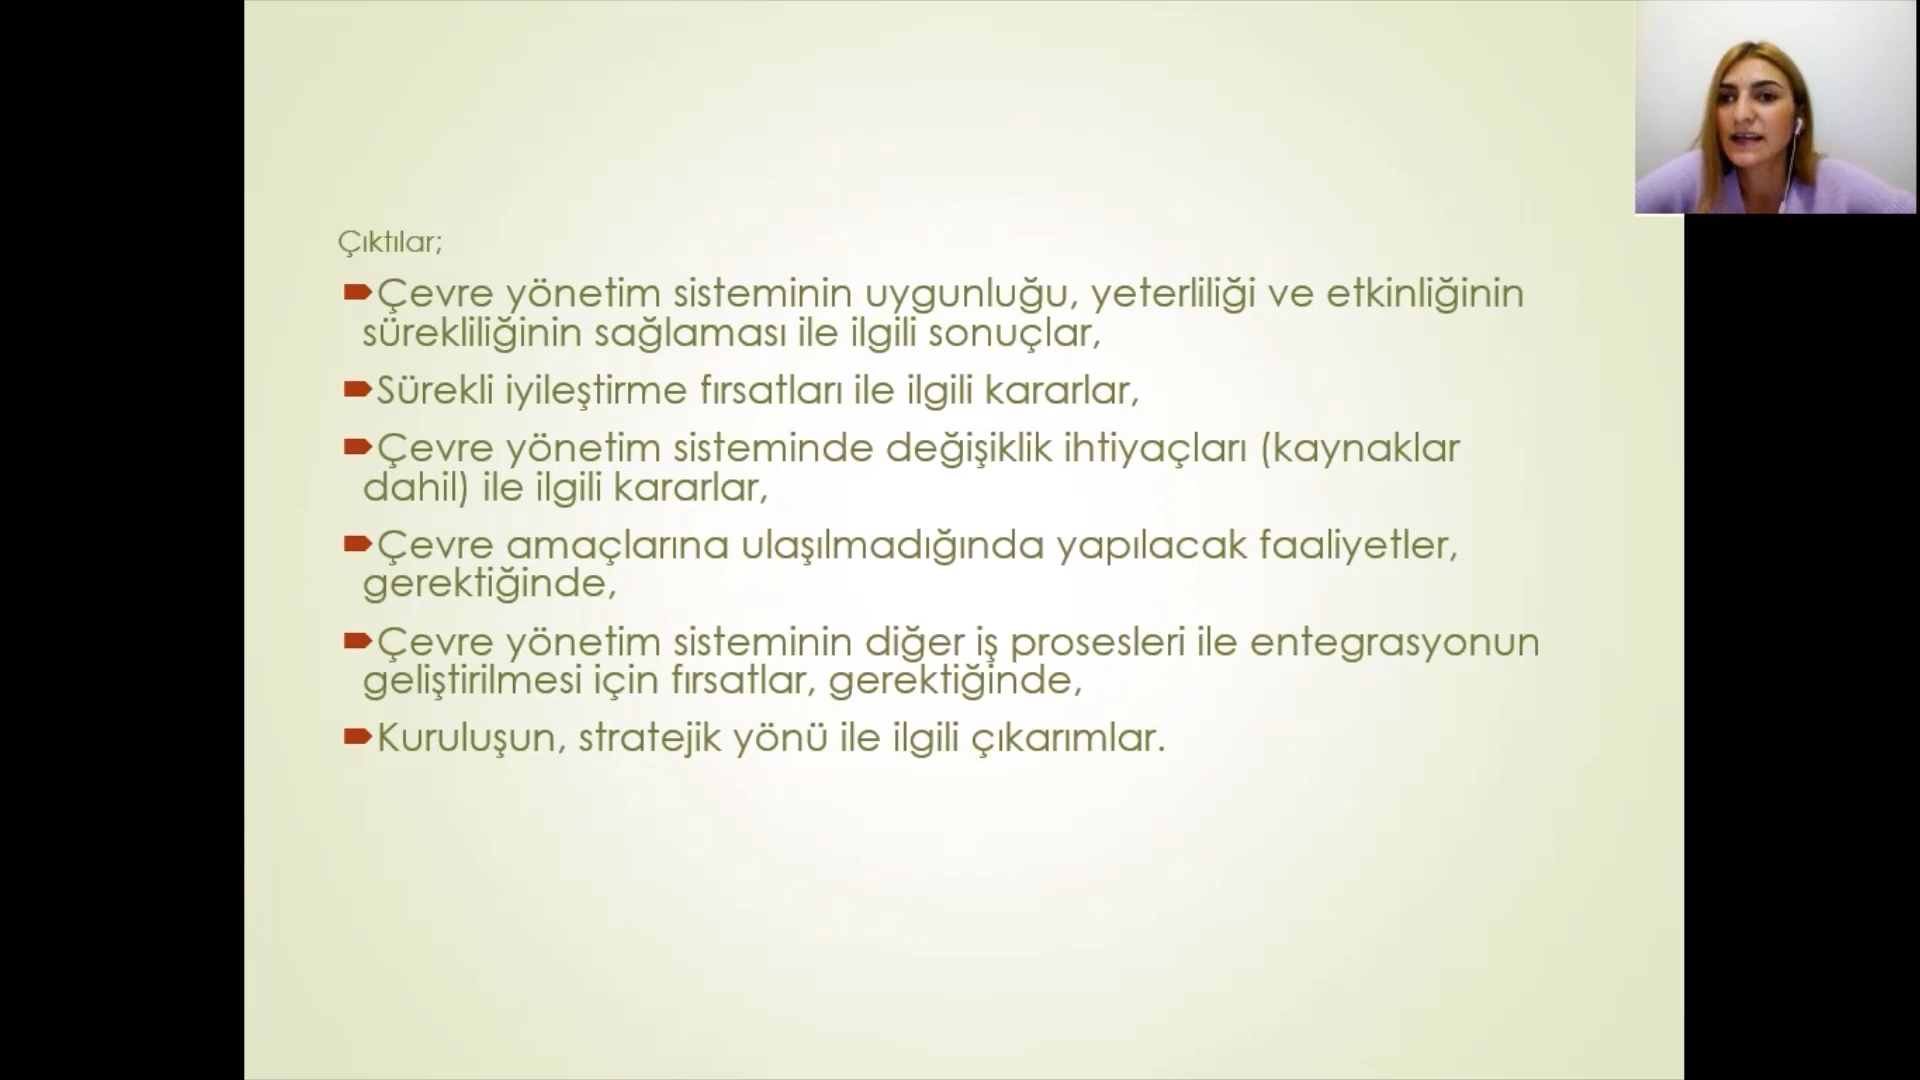 Çıktılar;
Çevre yönetim sisteminin uygunluğu, yeterliliği ve etkinliğinin
sürekliliğinin sağlaması ile ilgili sonuçlar,
Sürekli iyileştirme fırsatları ile ilgili kararlar,
Çevre yönetim sisteminde değişiklik ihtiyaçları (kaynaklar
dahil) ile ilgili kararlar,
Çevre amaçlarına ulaşılmadığında yapılacak faaliyetler,
gerektiğinde,
Çevre yönetim sisteminin diğer iş prosesleri ile entegrasyonun
geliştirilmesi için fırsatlar, gerektiğinde,
Kuruluşun, stratejik yönü ile ilgili çıkarımlar.